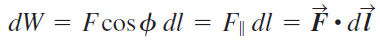 dW = F cos ϕ dl = F∥ dl = F⃗ • dl⃗